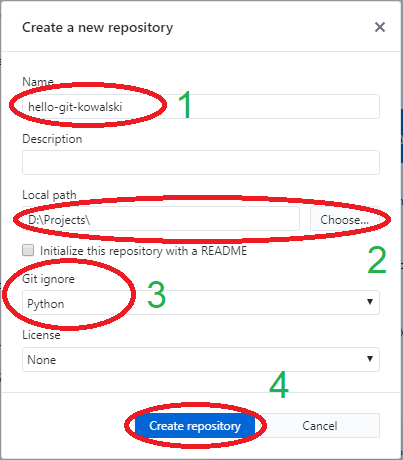 Create a new repository ×
Name
hello-git-kowalski 1
Description
Local path
D:\Projects\ Choose...
Initialize this repository with a README 2
Git ignore
Python 3
License
None
4
Create repository Cancel